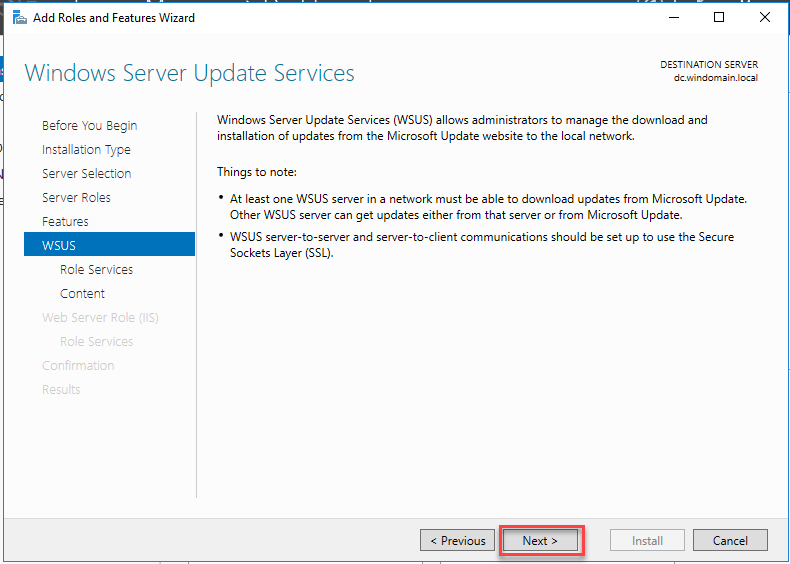 Add Roles and Features Wizard
Windows Server Update Services
DESTINATION SERVER
dc.windomain.local
Before You Begin
Installation Type
Server Selection
Server Roles
Features
WSUS
Role Services
Content
Web Server Role (IIS)
Role Services
Confirmation
Results
Windows Server Update Services (WSUS) allows administrators to manage the download and
installation of updates from the Microsoft Update website to the local network.
Things to note:
• At least one WSUS server in a network must be able to download updates from Microsoft Update.
Other WSUS server can get updates either from that server or from Microsoft Update.
• WSUS server-to-server and server-to-client communications should be set up to use the Secure
Sockets Layer (SSL).
< Previous
Next >
Install
Cancel